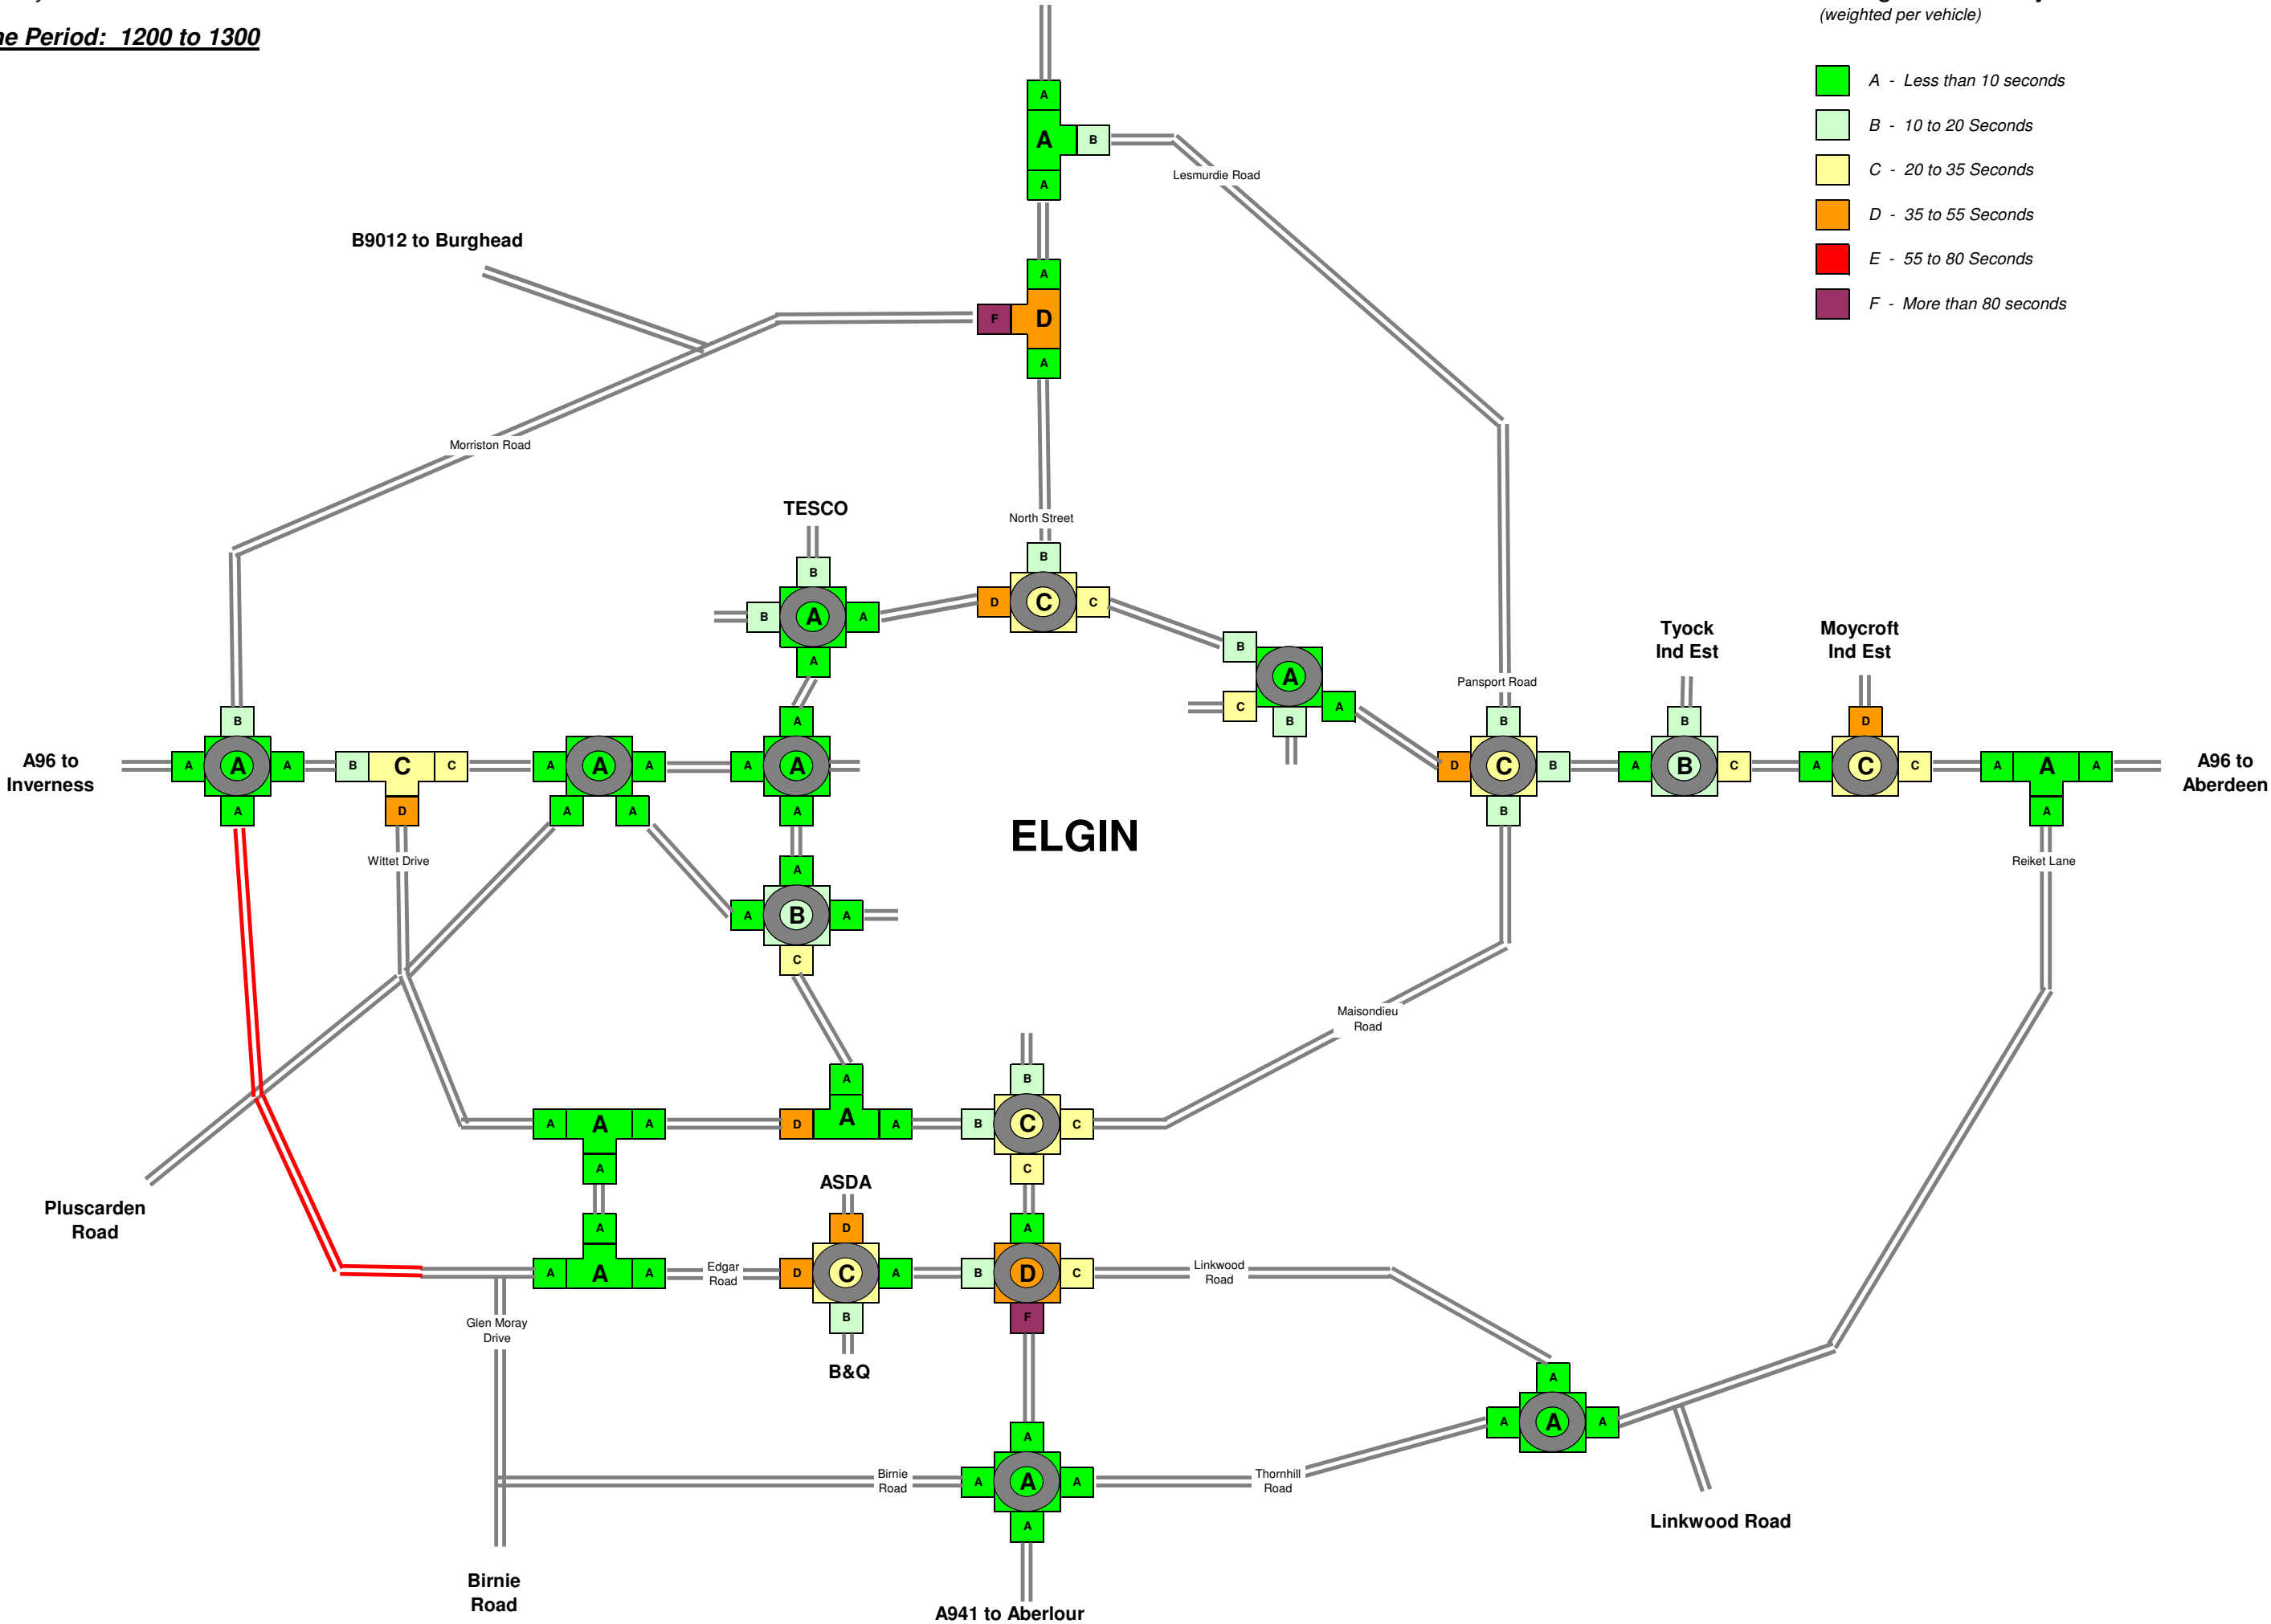 ne Period: 1200 to 1300
(weighted per vehicle)
A - Less than 10 seconds
B - 10 to 20 Seconds
C - 20 to 35 Seconds
D - 35 to 55 Seconds
E - 55 to 80 Seconds
F - More than 80 seconds
A
A B
A
Lesmurdie Road
B9012 to Burghead
A
F D
A
Morriston Road
TESCO
North Street
B
B A A
A
B
D C C
B
A
C A
B
Tyock
Ind Est
Moycroft
Ind Est
Pansport Road
A96 to
Inverness
B
A A A
A
B C C
D
A A A
A A
A
A A
A
B
D C B
B
B
A B C
D
A C C
A A A
A
A96 to
Aberdeen
ELGIN
Wittet Drive
Reiket Lane
A
A B A
C
Maisondieu
Road
A A A
A
A
D A A
B
B C C
C
Pluscarden
Road
ASDA
A
A A A
Edgar
Road
D
D C A
B
A
B D C
F
Linkwood
Road
Glen Moray
Drive
B&Q
A
A A A
Birnie
Road
A
A A A
A
Thornhill
Road
Linkwood Road
Birnie
Road
A941 to Aberlour